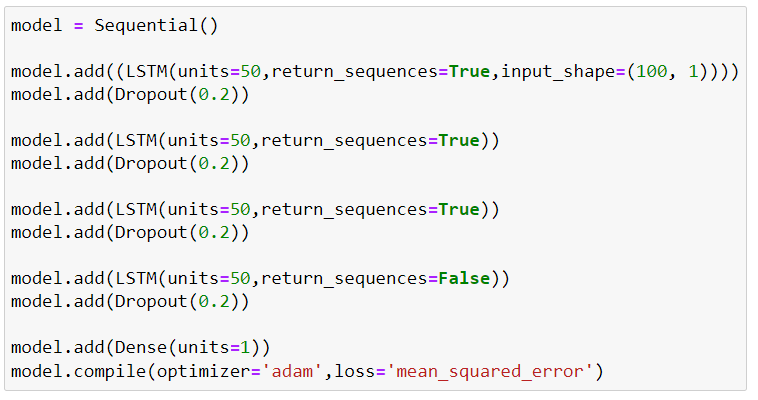 model = Sequential()
model.add((LSTM(units=50,return_sequences=True,input_shape=(100, 1))))
model.add(Dropout(0.2))
model.add(LSTM(units=50,return_sequences=True))
model.add(Dropout(0.2))
model.add(LSTM(units=50,return_sequences=True))
model.add(Dropout(0.2))
model.add(LSTM(units=50,return_sequences=False))
model.add(Dropout(0.2))
model.add(Dense(units=1))
model.compile(optimizer='adam',loss='mean_squared_error')